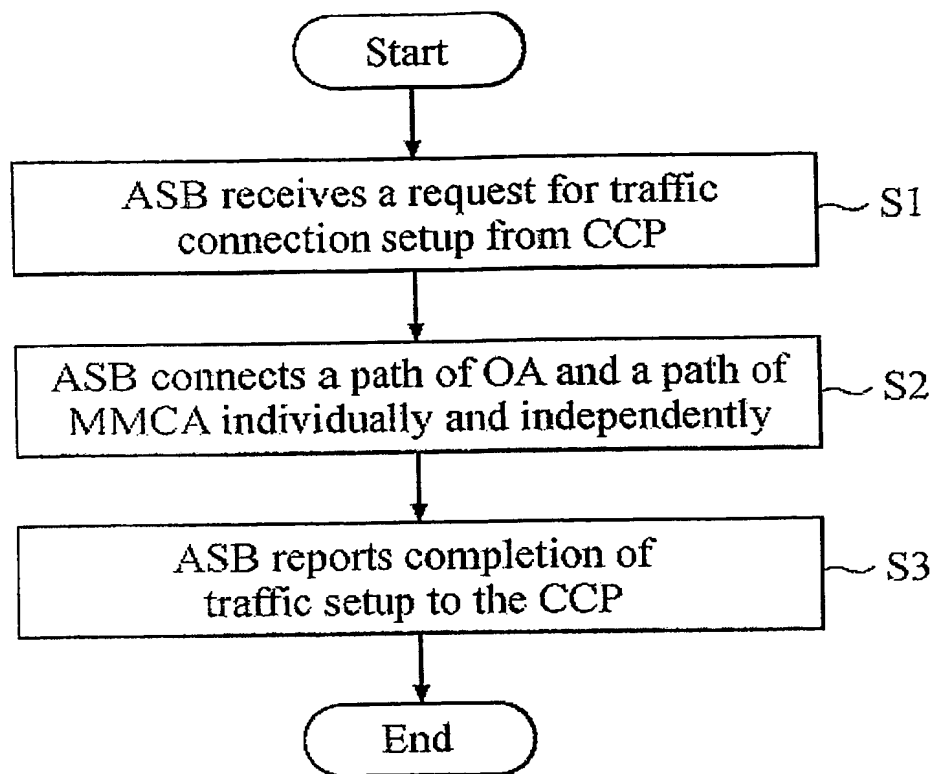 Start
ASB receives a request for traffic
connection setup from CCP
S1
ASB connects a path of OA and a path of
MMCA individually and independently
S2
ASB reports completion of
traffic setup to the CCP
S3
End